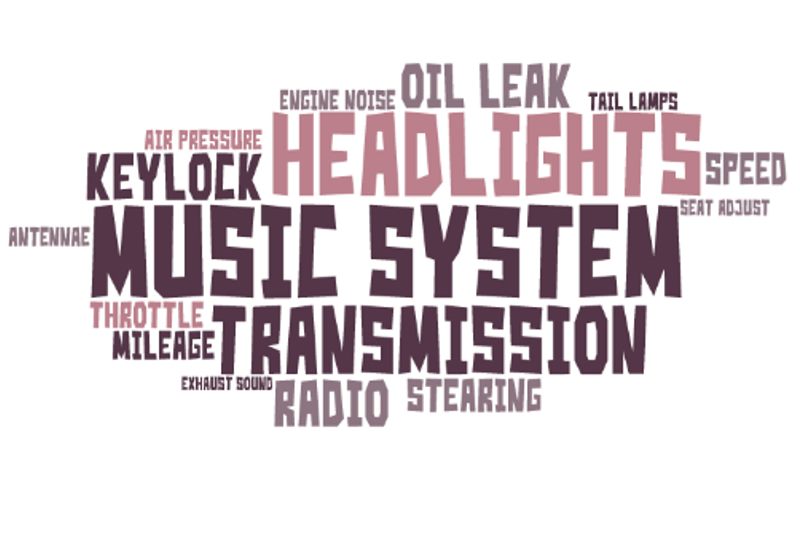 OIL LEAK
ENGINE NOISE
TAIL LAMPS
HEADLIGHTS
AIR PRESSURE
KEYLOCK
SPEED
SEAT ADJUST
MUSIC SYSTEM
ANTENNAE
THROTTLE
TRANSMISSION
MILEAGE
EXHAUST SOUND
RADIO
STEARING